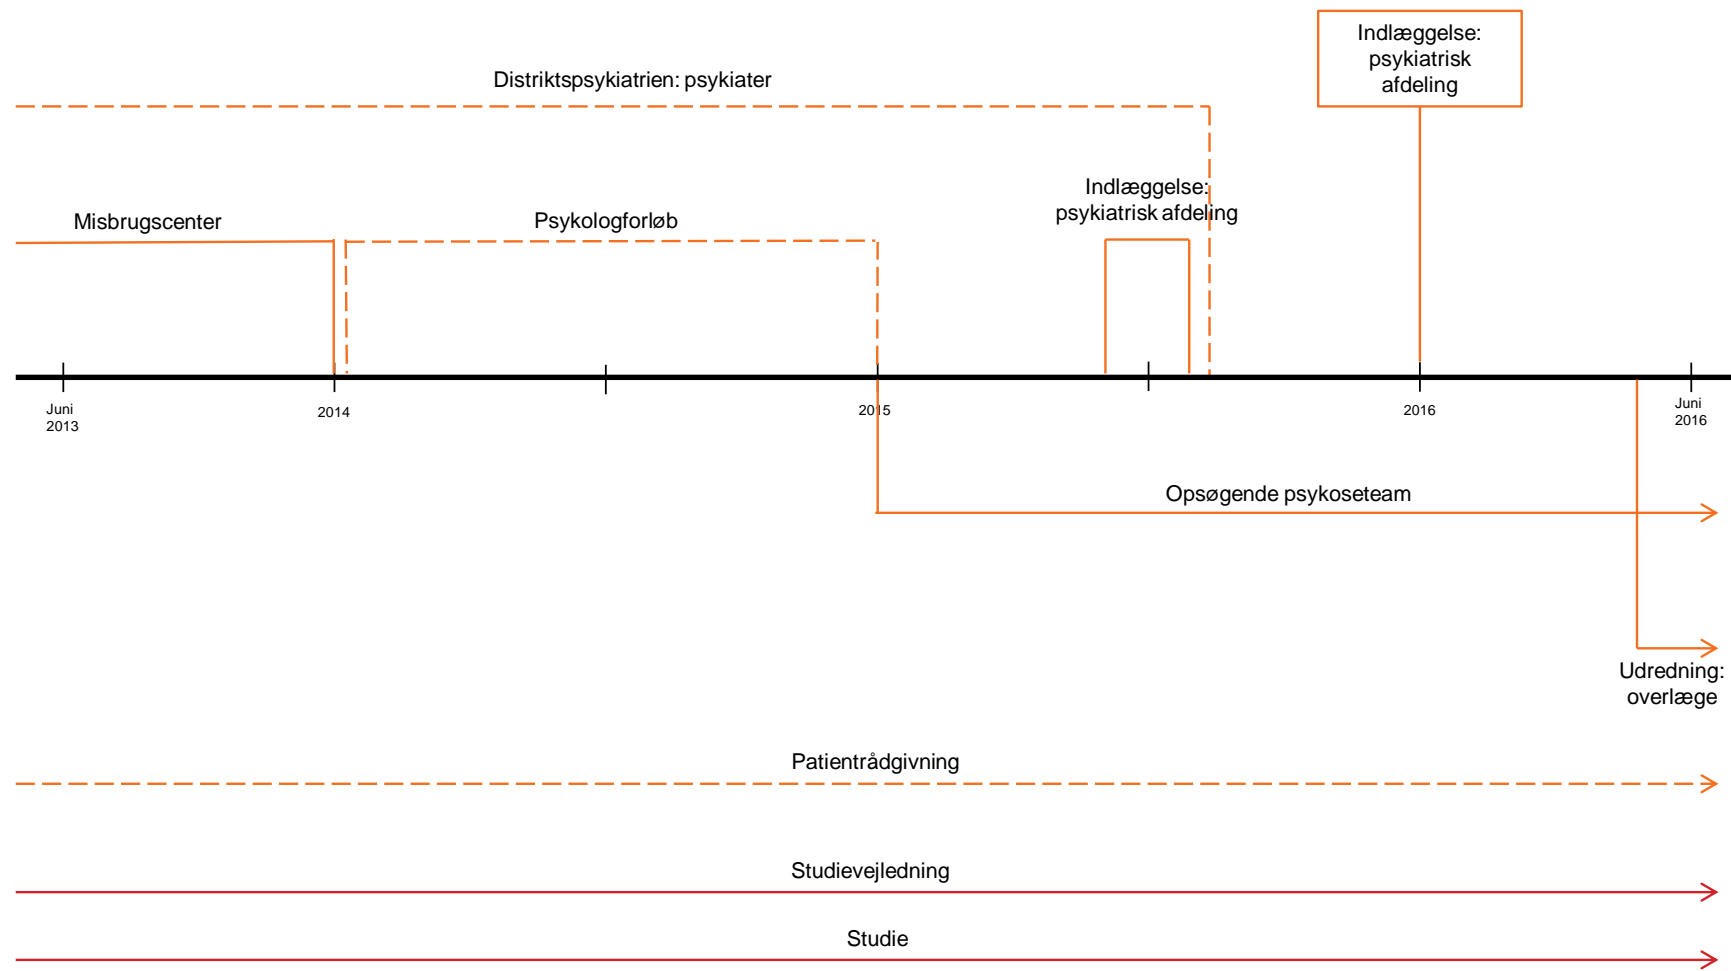 Indlæggelse:
psykiatrisk
afdeling
Distriktspsykiatrien: psykiater
Indlæggelse:
psykiatrisk afdeling
Misbrugscenter
Psykologforløb
Juni
2013
2014
2015
2016
Juni
2016
Opsøgende psykoseteam
Udredning:
overlæge
Patientrådgivning
Studievejledning
Studie